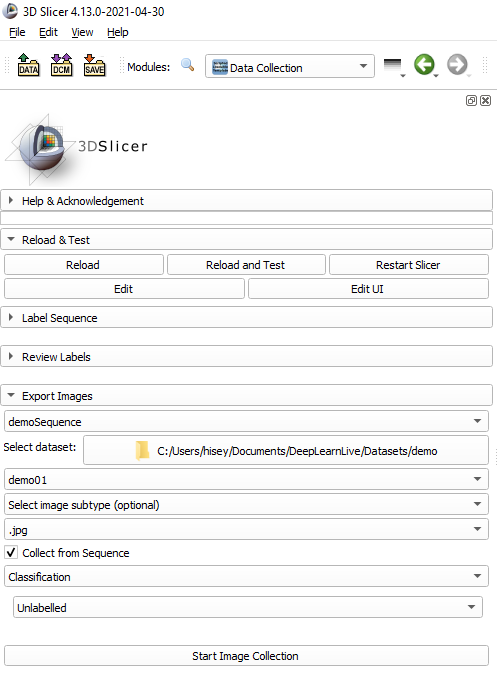 3D Slicer 4.13.0-2021-04-30
File Edit View Help
DATA DCM SAVE Modules: Data Collection
3DSlicer
Help & Acknowledgement
Reload & Test
Reload Reload and Test Restart Slicer
Edit Edit UI
Label Sequence
Review Labels
Export Images
demoSequence
Select dataset: C:/Users/hisey/Documents/DeepLearnLive/Datasets/demo
demo01
Select image subtype (optional)
.jpg
Collect from Sequence
Classification
Unlabelled
Start Image Collection